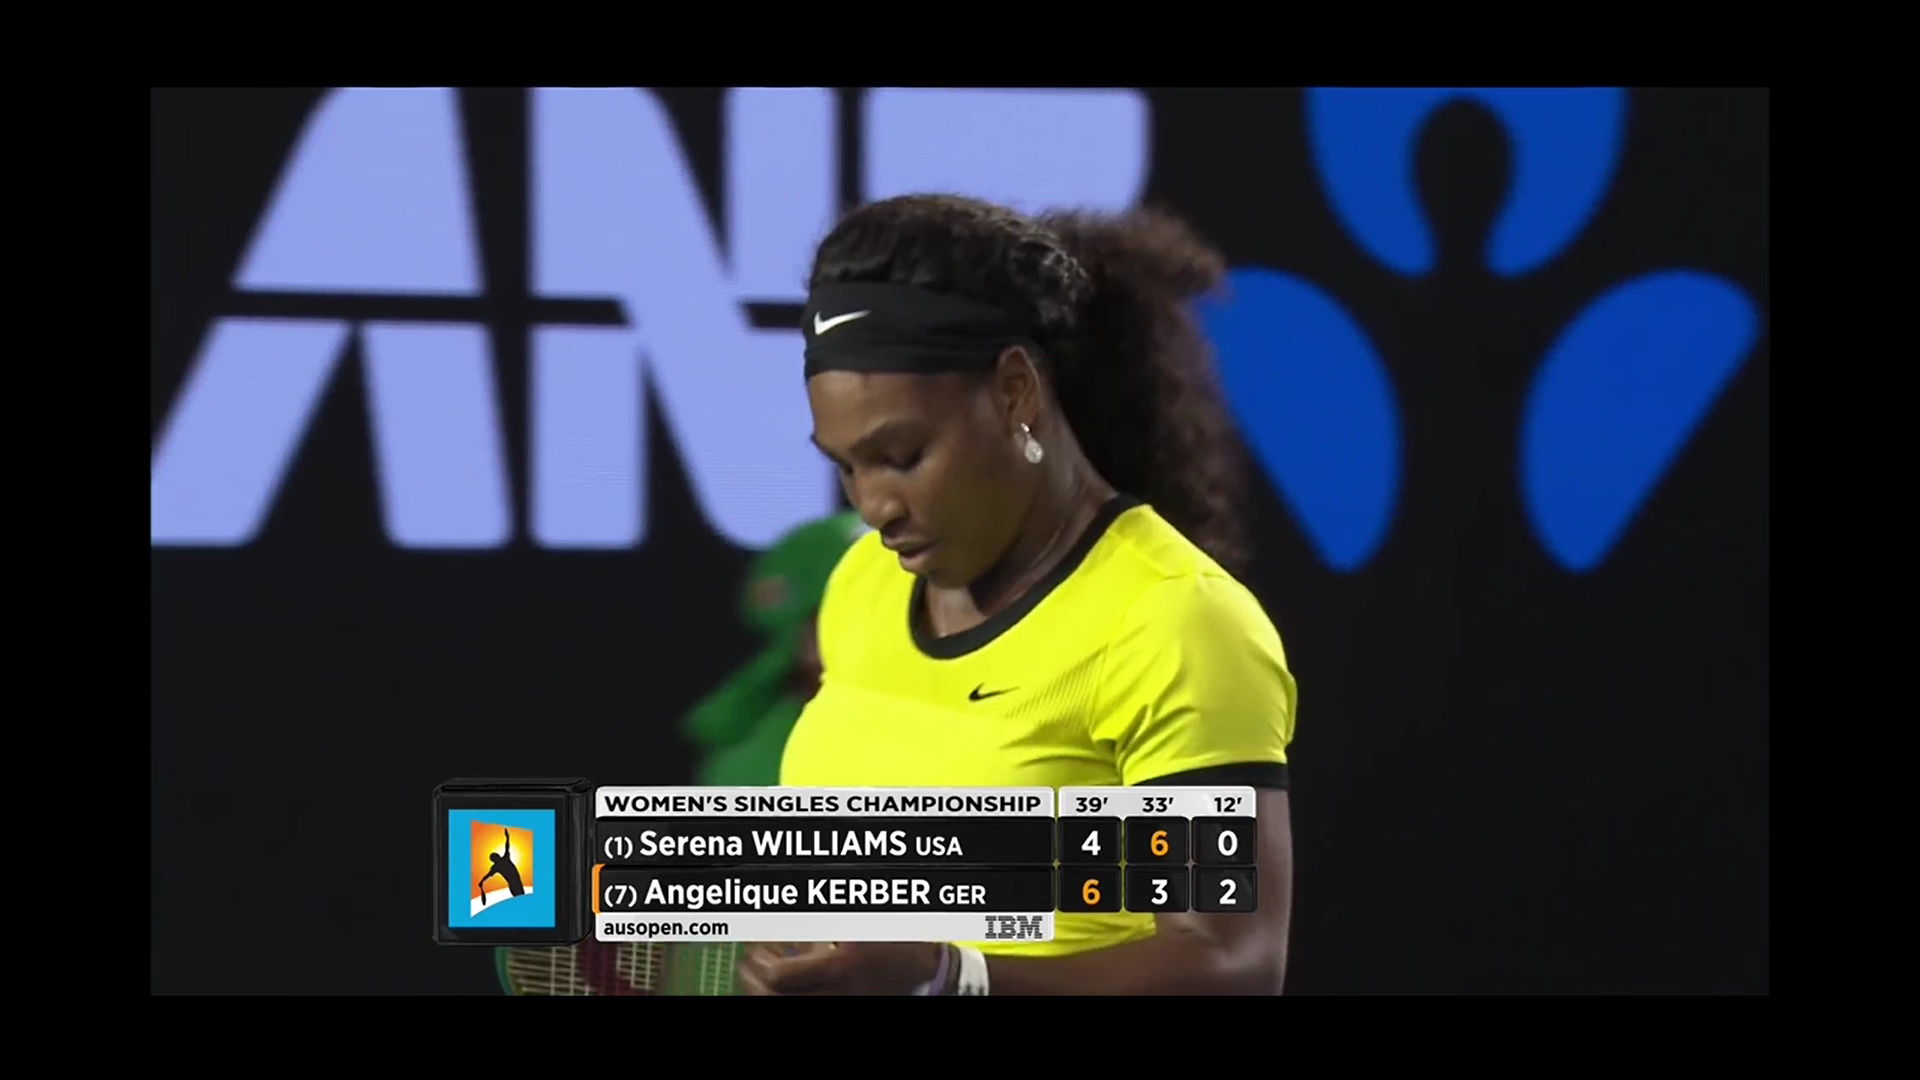 ANZ
WOMEN'S SINGLES CHAMPIONSHIP 39' 33' 12'
(1) Serena WILLIAMS USA 4 6 0
(7) Angelique KERBER GER 6 3 2
ausopen.com IBM